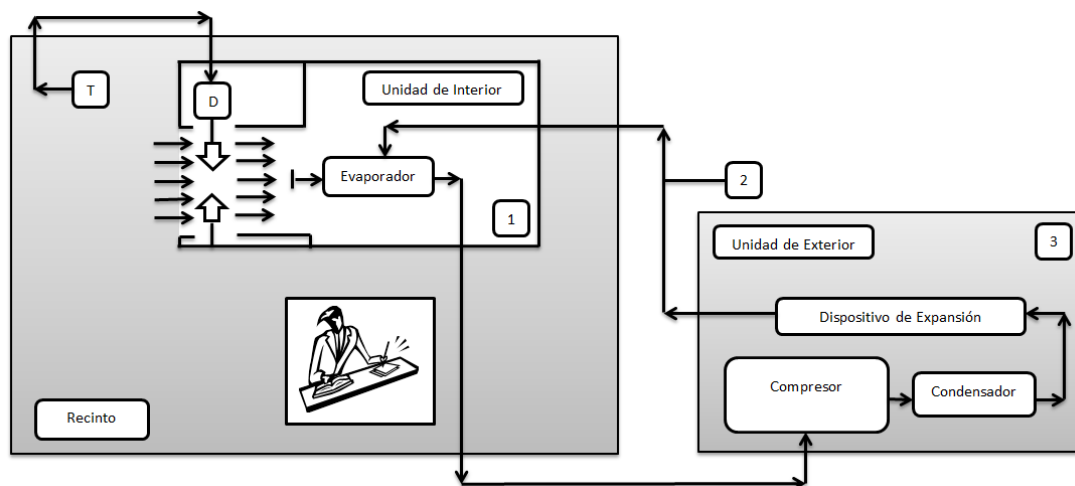 T
D
Unidad de Interior
Evaporador
1
2
Unidad de Exterior
3
Dispositivo de Expansión
Compresor
Condensador
Recinto